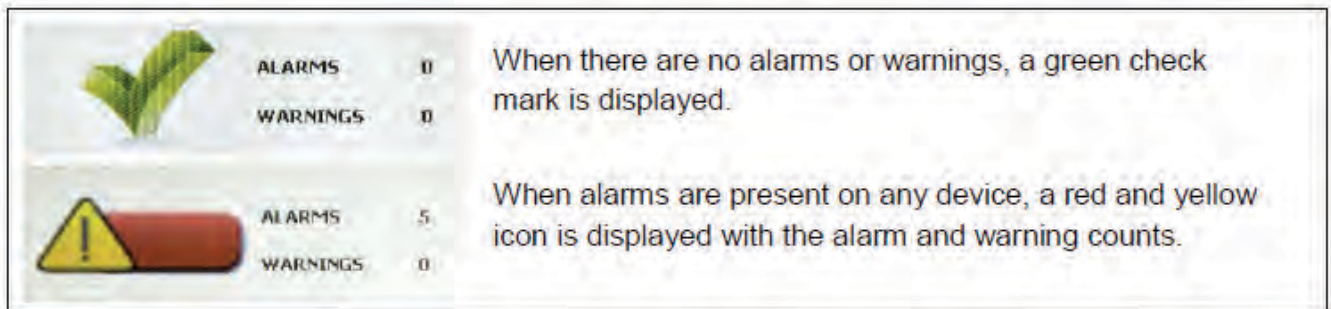 ALARMS 0
WARNINGS 0
When there are no alarms or warnings, a green check
mark is displayed.
ALARMS 5
WARNINGS 0
When alarms are present on any device, a red and yellow
icon is displayed with the alarm and warning counts.